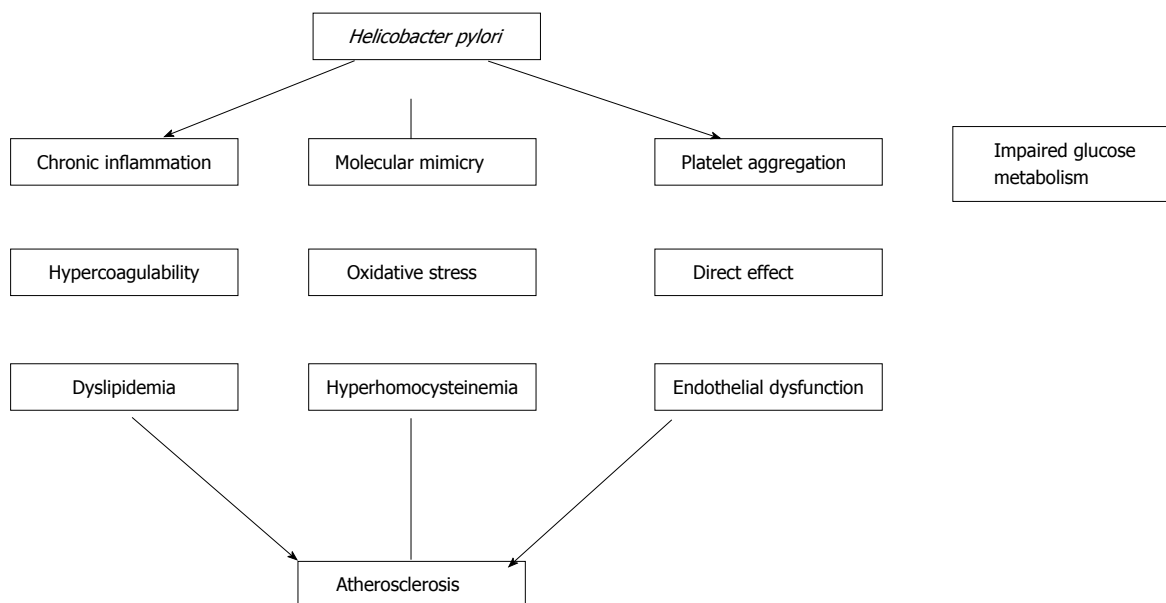 Helicobacter pylori
Chronic inflammation
Molecular mimicry
Platelet aggregation
Impaired glucose
metabolism
Hypercoagulability
Oxidative stress
Direct effect
Dyslipidemia
Hyperhomocysteinemia
Endothelial dysfunction
Atherosclerosis